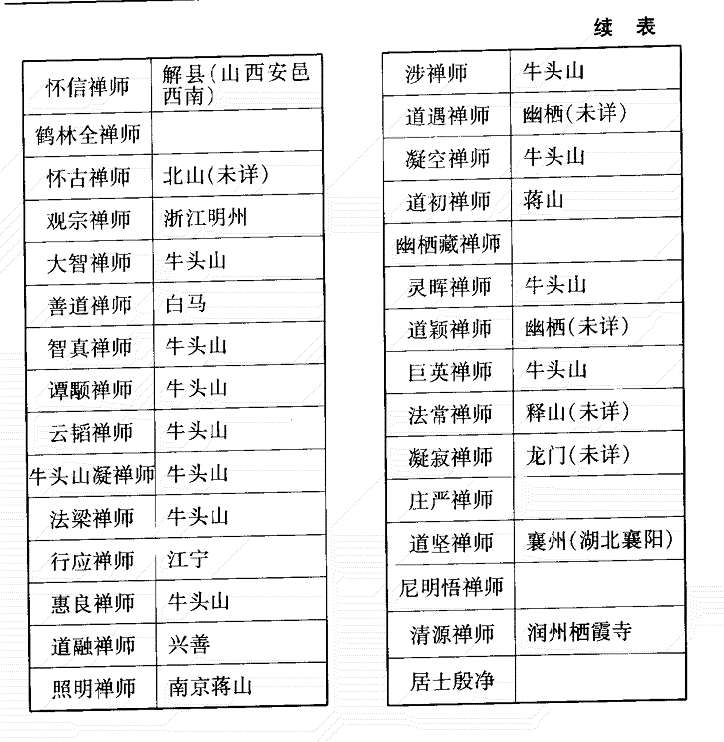 续 表
怀信禅师 解县(山西安邑西南)
鹤林全禅师
怀古禅师 北山(未详)
观宗禅师 浙江明州
大智禅师 牛头山
善道禅师 白马
智真禅师 牛头山
谭颙禅师 牛头山
云韬禅师 牛头山
牛头山凝禅师 牛头山
法梁禅师 牛头山
行应禅师 江宁
惠良禅师 牛头山
道融禅师 兴善
照明禅师 南京蒋山
涉禅师 牛头山
道遇禅师 幽栖(未详)
凝空禅师 牛头山
道初禅师 蒋山
幽栖藏禅师
灵晖禅师 牛头山
道颖禅师 幽栖(未详)
巨英禅师 牛头山
法常禅师 释山(未详)
凝寂禅师 龙门(未详)
庄严禅师
道坚禅师 襄州(湖北襄阳)
尼明悟禅师
清源禅师 润州栖霞寺
居士殷净